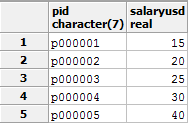 pid salaryusd
character(7) real
1 p000001 15
2 p000002 20
3 p000003 25
4 p000004 30
5 p000005 40